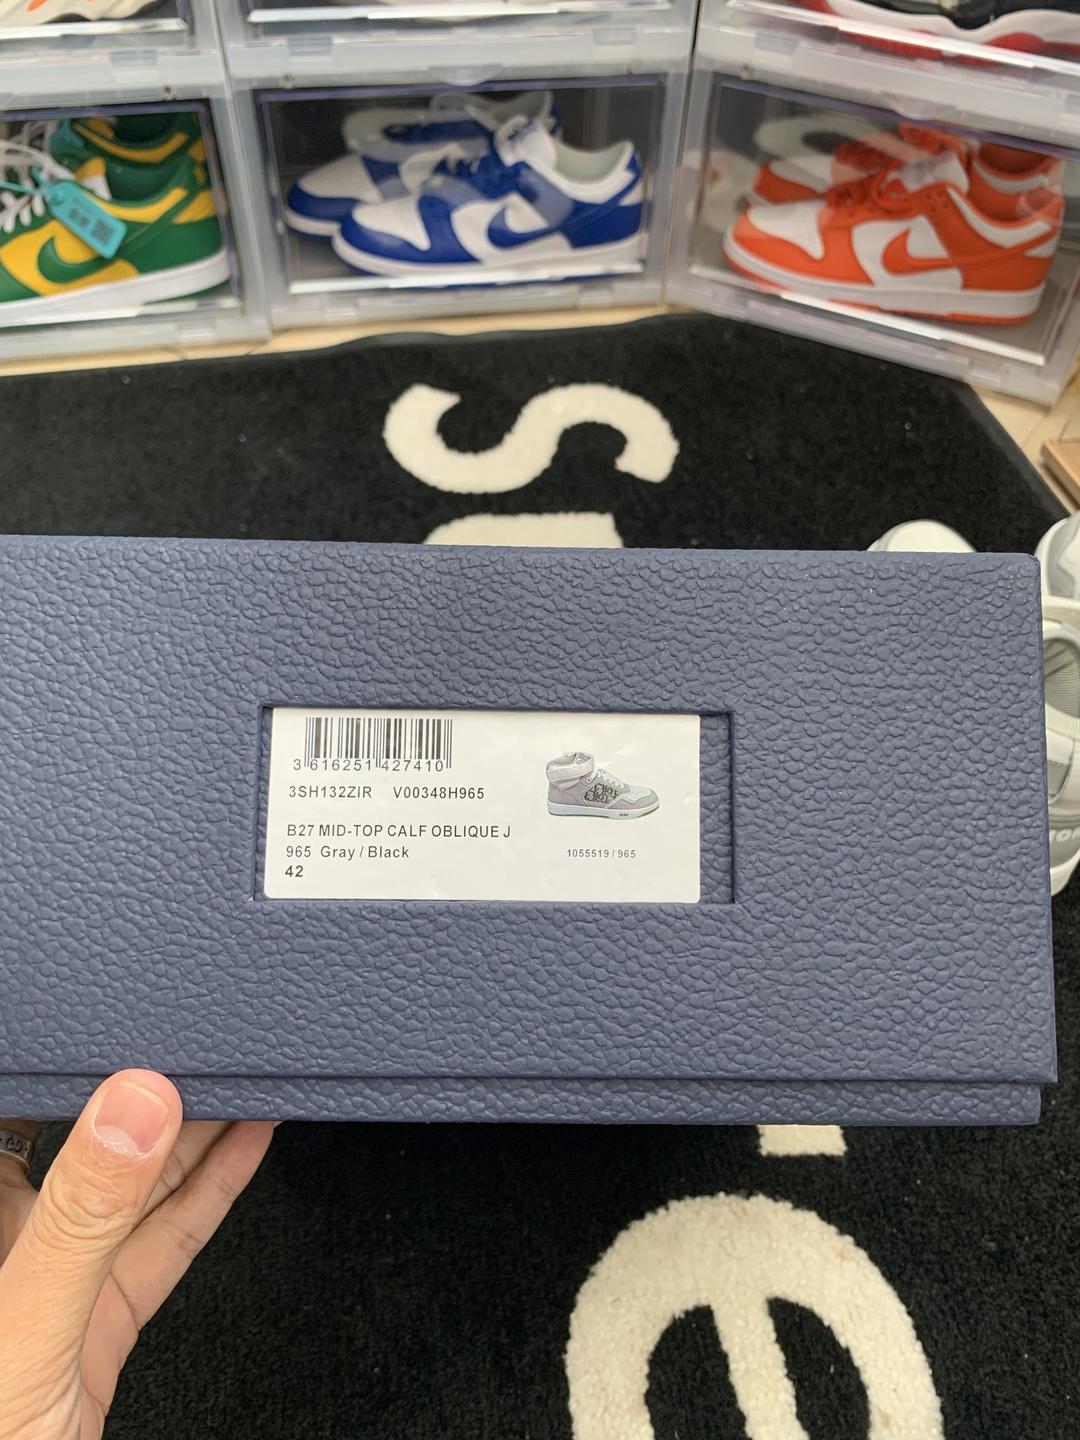 3 616251 427410
3SH132ZIR V00348H965
B27 MID-TOP CALF OBLIQUE J
965 Gray / Black
42
1055519 / 965